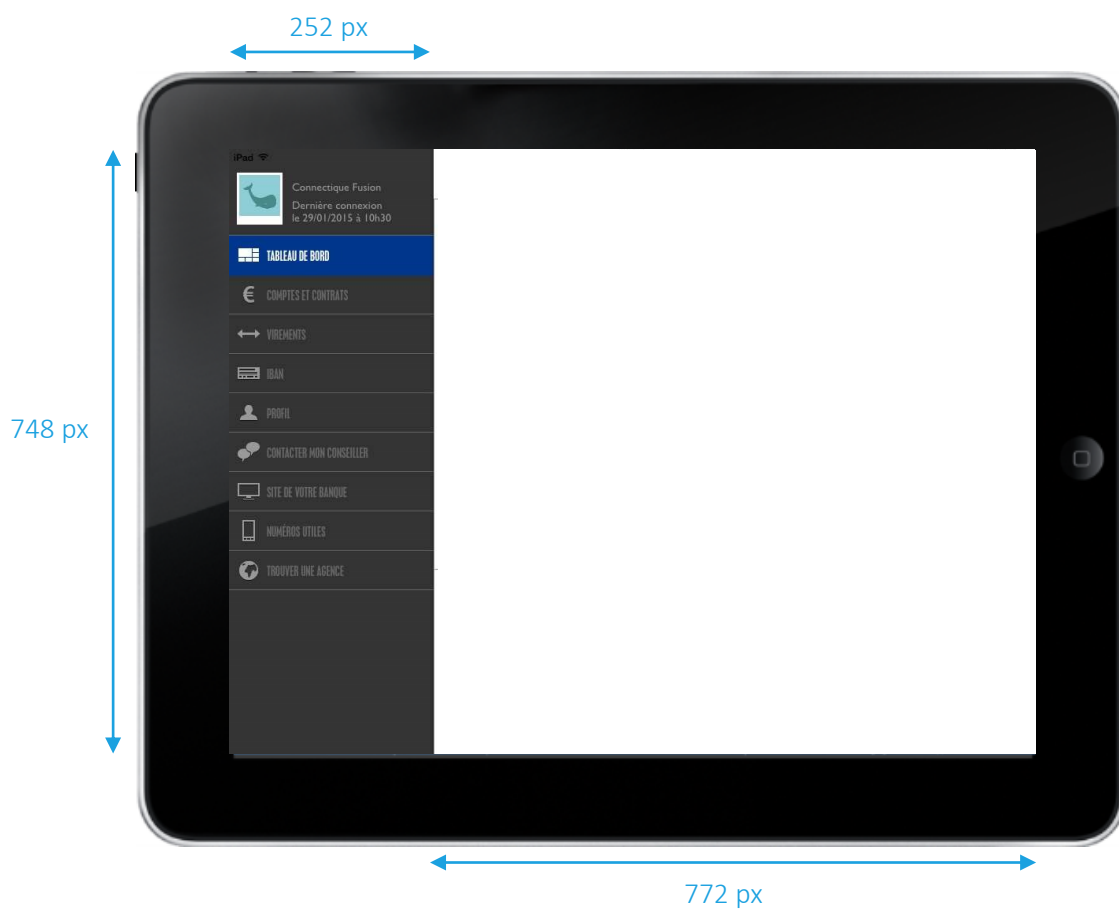 252 px
iPad
Connectique Fusion
Dernière connexion
le 29/01/2015 à 10h30
TABLEAU DE BORD
COMPTES ET CONTRATS
VIREMENTS
IBAN
PROFIL
748 px
CONTACTER MON CONSEILLER
SITE DE VOTRE BANQUE
NUMÉROS UTILES
TROUVER UNE AGENCE
772 px